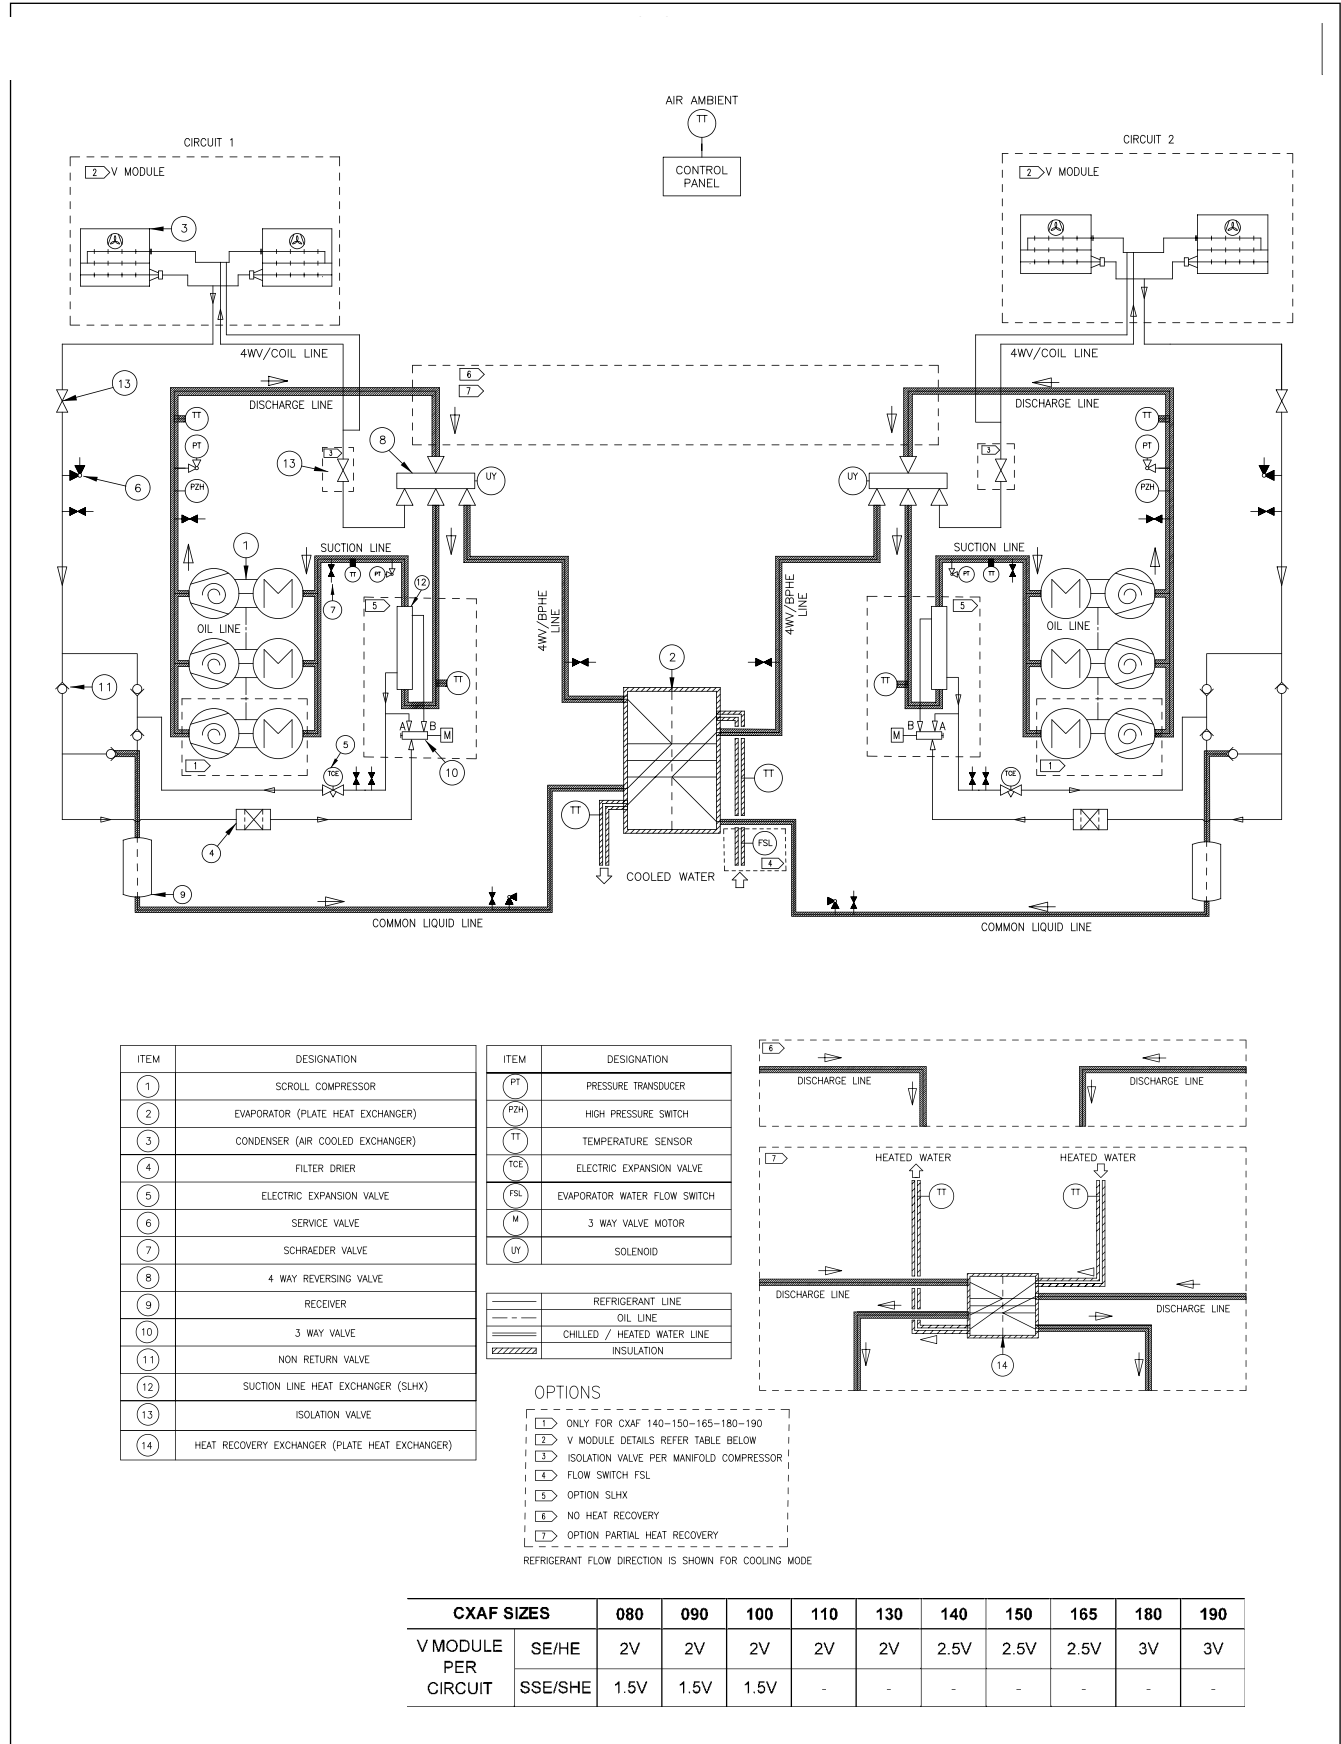 AIR AMBIENT
TT
CONTROL
PANEL
CIRCUIT 1
2 V MODULE
3
4WV/COIL LINE
13
DISCHARGE LINE
TT
PT
PZH
6
13
3
8
UY
6
7
CIRCUIT 2
2 V MODULE
4WV/COIL LINE
DISCHARGE LINE
3
UY
TT
PT
PZH
1
SUCTION LINE
TT
PT
7
12
5
OIL LINE
4WV/BPHE
LINE
11
TT
A
B
M
10
1
5
TCE
4
9
2
TT
TT
FSL
4
COOLED WATER
COMMON LIQUID LINE
4WV/BPHE
LINE
SUCTION LINE
PT
TT
5
OIL LINE
TT
B
A
M
1
TCE
COMMON LIQUID LINE
ITEM DESIGNATION
1 SCROLL COMPRESSOR
2 EVAPORATOR (PLATE HEAT EXCHANGER)
3 CONDENSER (AIR COOLED EXCHANGER)
4 FILTER DRIER
5 ELECTRIC EXPANSION VALVE
6 SERVICE VALVE
7 SCHRAEDER VALVE
8 4 WAY REVERSING VALVE
9 RECEIVER
10 3 WAY VALVE
11 NON RETURN VALVE
12 SUCTION LINE HEAT EXCHANGER (SLHX)
13 ISOLATION VALVE
14 HEAT RECOVERY EXCHANGER (PLATE HEAT EXCHANGER)
ITEM DESIGNATION
PT PRESSURE TRANSDUCER
PZH HIGH PRESSURE SWITCH
TT TEMPERATURE SENSOR
TCE ELECTRIC EXPANSION VALVE
FSL EVAPORATOR WATER FLOW SWITCH
M 3 WAY VALVE MOTOR
UY SOLENOID
REFRIGERANT LINE
OIL LINE
CHILLED / HEATED WATER LINE
INSULATION
6
DISCHARGE LINE
DISCHARGE LINE
7
HEATED WATER
HEATED WATER
TT
TT
DISCHARGE LINE
DISCHARGE LINE
14
OPTIONS
1 ONLY FOR CXAF 140-150-165-180-190
2 V MODULE DETAILS REFER TABLE BELOW
3 ISOLATION VALVE PER MANIFOLD COMPRESSOR
4 FLOW SWITCH FSL
5 OPTION SLHX
6 NO HEAT RECOVERY
7 OPTION PARTIAL HEAT RECOVERY
REFRIGERANT FLOW DIRECTION IS SHOWN FOR COOLING MODE
CXAF SIZES 080 090 100 110 130 140 150 165 180 190
V MODULE PER CIRCUIT
SE/HE 2V 2V 2V 2V 2V 2.5V 2.5V 2.5V 3V 3V
SSE/SHE 1.5V 1.5V 1.5V - - - - - - -